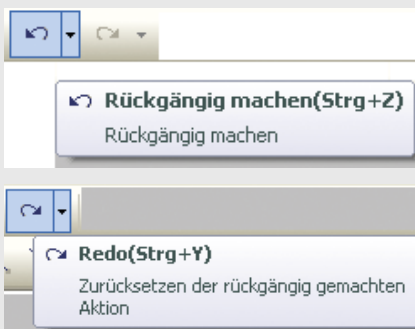 Rückgängig machen(Strg+Z)
Rückgängig machen
Redo(Strg+Y)
Zurücksetzen der rückgängig gemachten
Aktion